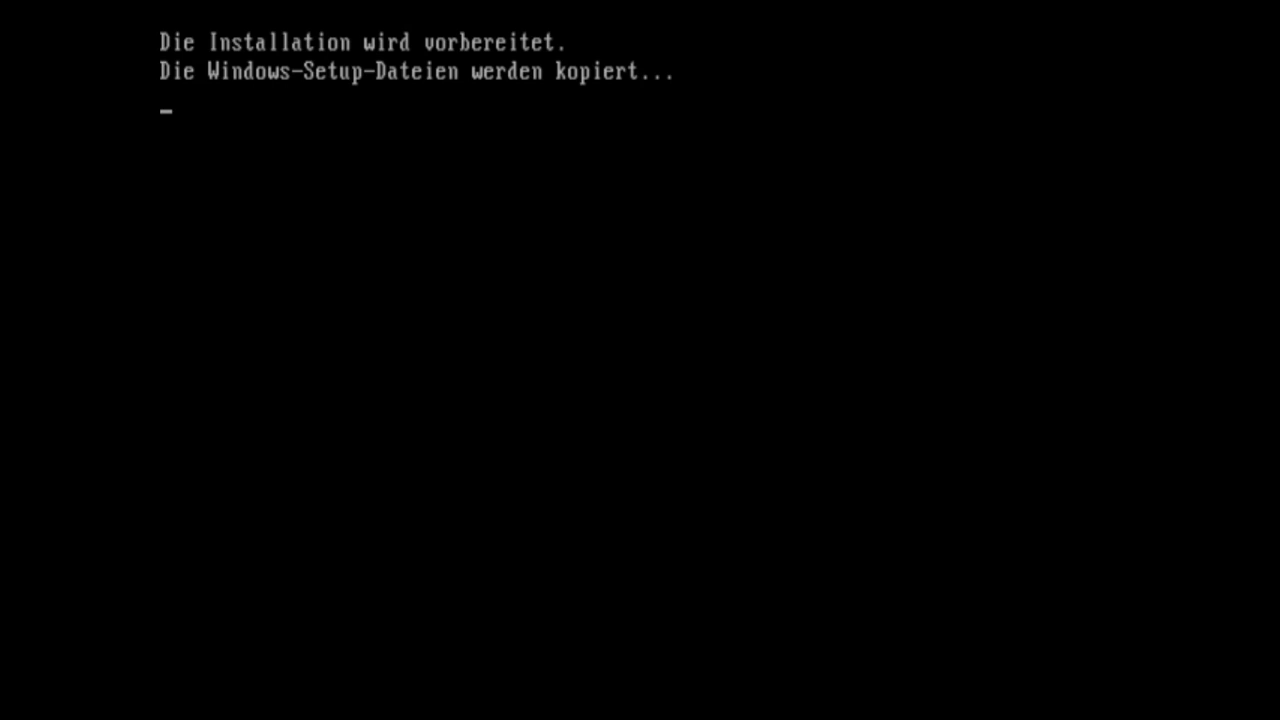 Die Installation wird vorbereitet.
Die Windows-Setup-Dateien werden kopiert...